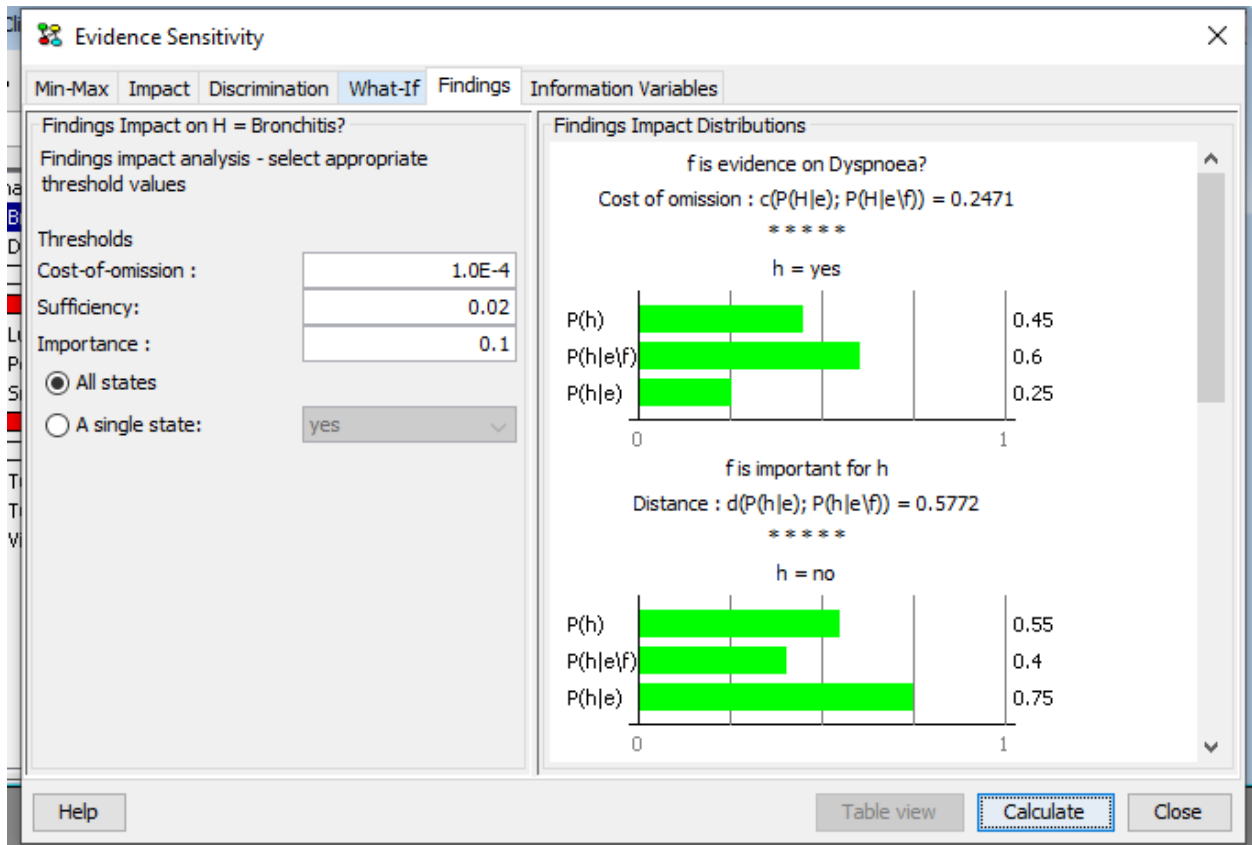 Evidence Sensitivity
Min-Max Impact Discrimination What-If Findings Information Variables
Findings Impact on H = Bronchitis?
Findings impact analysis - select appropriate
threshold values
Thresholds
Cost-of-omission : 1.0E-4
Sufficiency: 0.02
Importance : 0.1
All states
A single state: yes
Findings Impact Distributions
f is evidence on Dyspnoea?
Cost of omission : c(P(H|e); P(H|e\f)) = 0.2471
* * * * *
h = yes
P(h) 0.45
P(h|e\f) 0.6
P(h|e) 0.25
0 1
f is important for h
Distance : d(P(h|e); P(h|e\f)) = 0.5772
* * * * *
h = no
P(h) 0.55
P(h|e\f) 0.4
P(h|e) 0.75
0 1
Help Table view Calculate Close